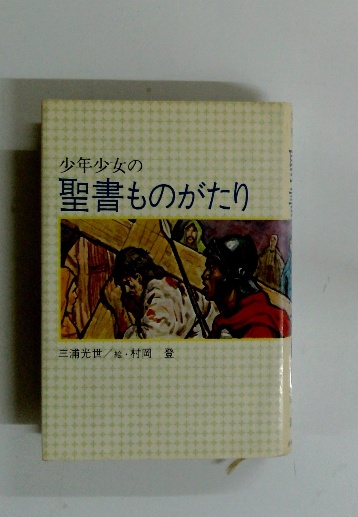 少年少女の
聖書ものがたり
三浦光世／絵・村岡 登